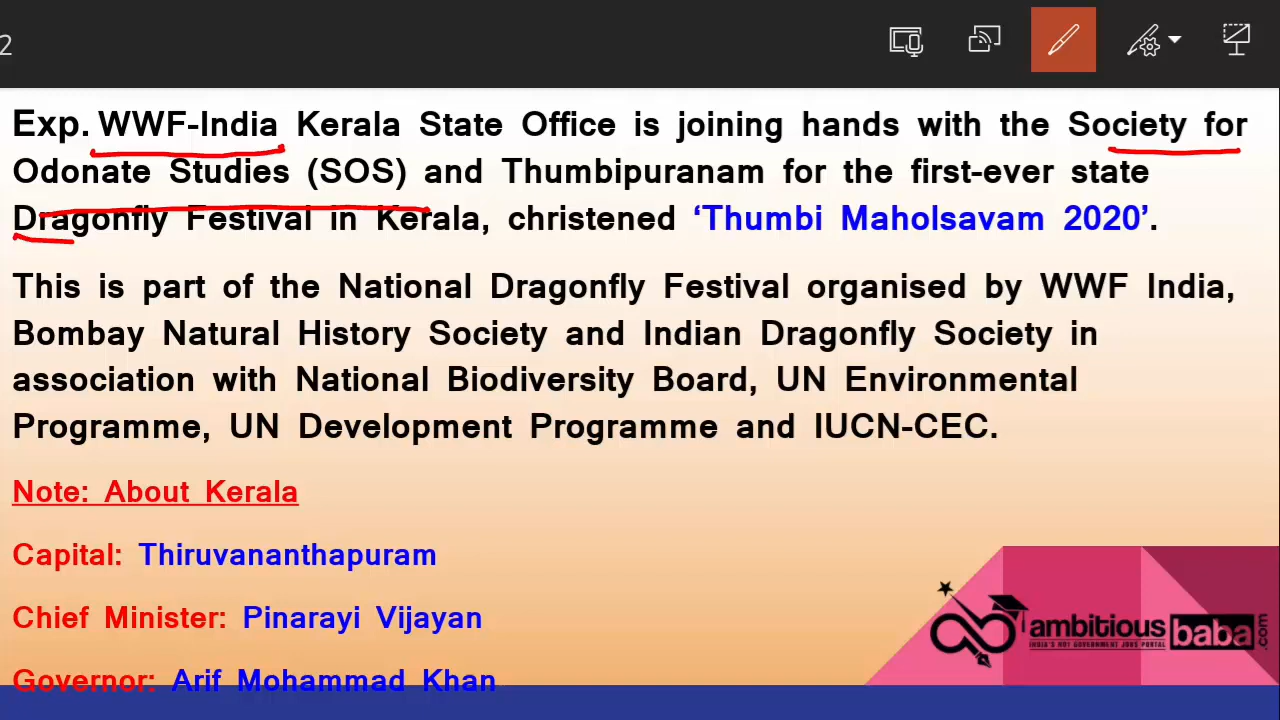 2
Exp. WWF-India Kerala State Office is joining hands with the Society for
Odonate Studies (SOS) and Thumbipuranam for the first-ever state
Dragonfly Festival in Kerala, christened ‘Thumbi Maholsavam 2020’.
This is part of the National Dragonfly Festival organised by WWF India,
Bombay Natural History Society and Indian Dragonfly Society in
association with National Biodiversity Board, UN Environmental
Programme, UN Development Programme and IUCN-CEC.
Note: About Kerala
Capital: Thiruvananthapuram
Chief Minister: Pinarayi Vijayan
Governor: Arif Mohammad Khan
ambitiousbaba.com
INDIA'S HOT GOVERNMENT JOBS PORTAL